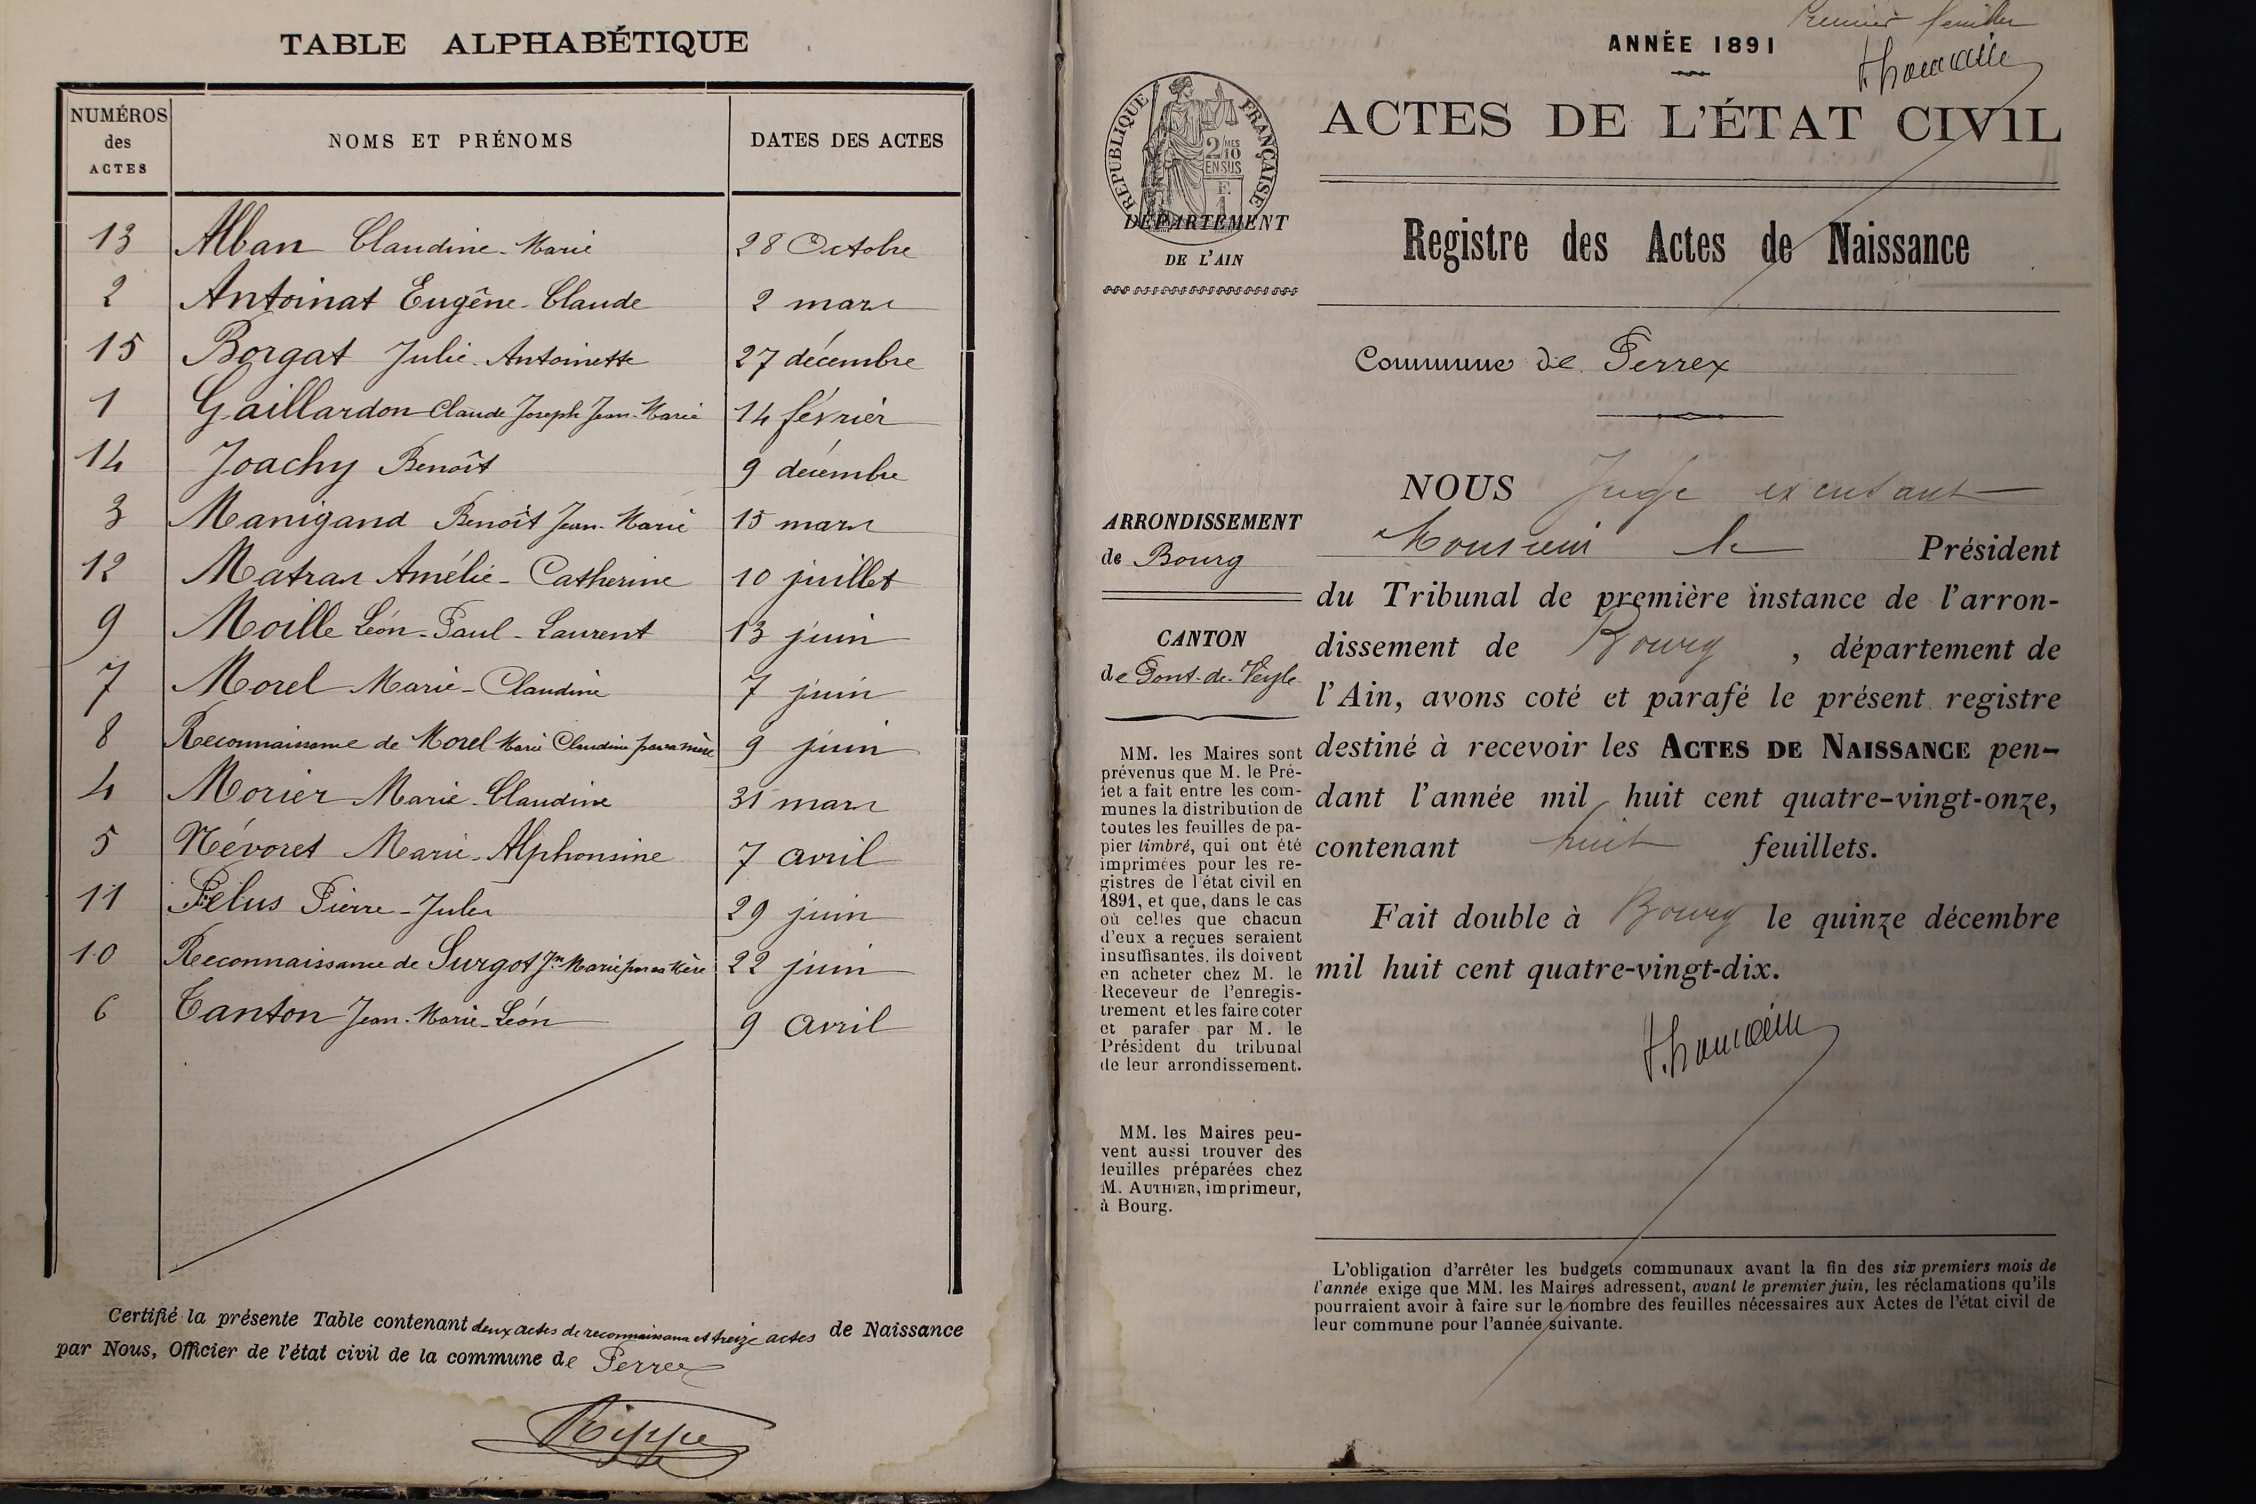 TABLE ALPHABÉTIQUE
NUMÉROS des ACTES | NOMS ET PRÉNOMS | DATES DES ACTES
13 Alban Claudine-Marie 28 Octobre
2 Antoinat Eugêne-Claude 2 mars
15 Borgat Julie-Antoinette 27 décembre
1 Gaillardon Claude Joseph Jean-Marie 14 février
14 Joachy Benoît 9 décembre
3 Manigand Benoît Jean-Marie 15 mars
12 Matras Amélie-Catherine 10 juillet
9 Moille Léon-Paul-Laurent 13 juin
7 Morel Marie-Claudine 7 juin
8 Reconnaissance de Morel Marie Claudine par sa mère 9 juin
4 Morier Marie-Claudine 31 mars
5 Névoret Marie-Alphonsine 7 avril
11 Pelus Pierre-Jules 29 juin
10 Reconnaissance de Surgot Jn Marie par sa Mère 22 juin
6 Tanton Jean-Marie-Léon 9 avril
Certifié la présente Table contenant deux actes de reconnaissance et treize actes de Naissance
par Nous, Officier de l'état civil de la commune de Perrex
Rippe
Premier feuillet
ANNÉE 1891
ACTES DE L'ÉTAT CIVIL
RÉPUBLIQUE FRANÇAISE
2/10MES
EN SUS
DÉPARTEMENT
DE L'AIN
Registre des Actes de Naissance
Commune de Perrex
ARRONDISSEMENT
de Bourg
CANTON
de Pont-de-Veyle
MM. les Maires sont
prévenus que M. le Pré-
fet a fait entre les com-
munes la distribution de
toutes les feuilles de pa-
pier timbré, qui ont été
imprimées pour les re-
gistres de l'état civil en
1891, et que, dans le cas
où celles que chacun
d'eux a reçues seraient
insuffisantes, ils doivent
en acheter chez M. le
Receveur de l'enregis-
trement et les faire coter
et parafer par M. le
Président du tribunal
de leur arrondissement.
MM. les Maires peu-
vent aussi trouver des
feuilles préparées chez
M. AUTHIER, imprimeur,
à Bourg.
NOUS Juge excusant
Monsieur le Président
du Tribunal de première instance de l'arron-
dissement de Bourg, département de
l'Ain, avons coté et parafé le présent registre
destiné à recevoir les ACTES DE NAISSANCE pen-
dant l'année mil huit cent quatre-vingt-onze,
contenant huit feuillets.
Fait double à Bourg le quinze décembre
mil huit cent quatre-vingt-dix.
L'obligation d'arrêter les budgets communaux avant la fin des six premiers mois de
l'année exige que MM. les Maires adressent, avant le premier juin, les réclamations qu'ils
pourraient avoir à faire sur le nombre des feuilles nécessaires aux Actes de l'état civil de
leur commune pour l'année suivante.